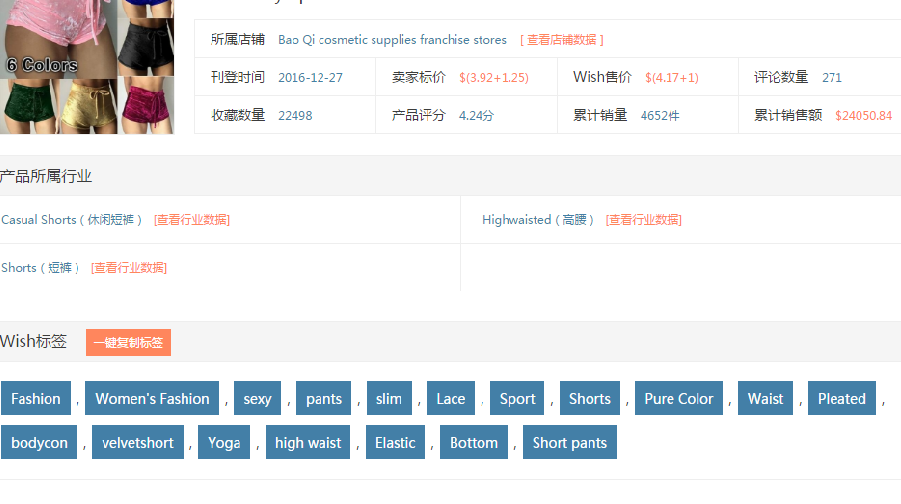 6 Colors
所属店铺 Bao Qi cosmetic supplies franchise stores [ 查看店铺数据 ]
刊登时间 2016-12-27 卖家标价 $(3.92+1.25) Wish售价 $(4.17+1) 评论数量 271
收藏数量 22498 产品评分 4.24分 累计销量 4652件 累计销售额 $24050.84
产品所属行业
Casual Shorts ( 休闲短裤 ) [查看行业数据] Highwaisted ( 高腰 ) [查看行业数据]
Shorts ( 短裤 ) [查看行业数据]
Wish标签 一键复制标签
Fashion , Women's Fashion , sexy , pants , slim , Lace , Sport , Shorts , Pure Color , Waist , Pleated ,
bodycon , velvetshort , Yoga , high waist , Elastic , Bottom , Short pants